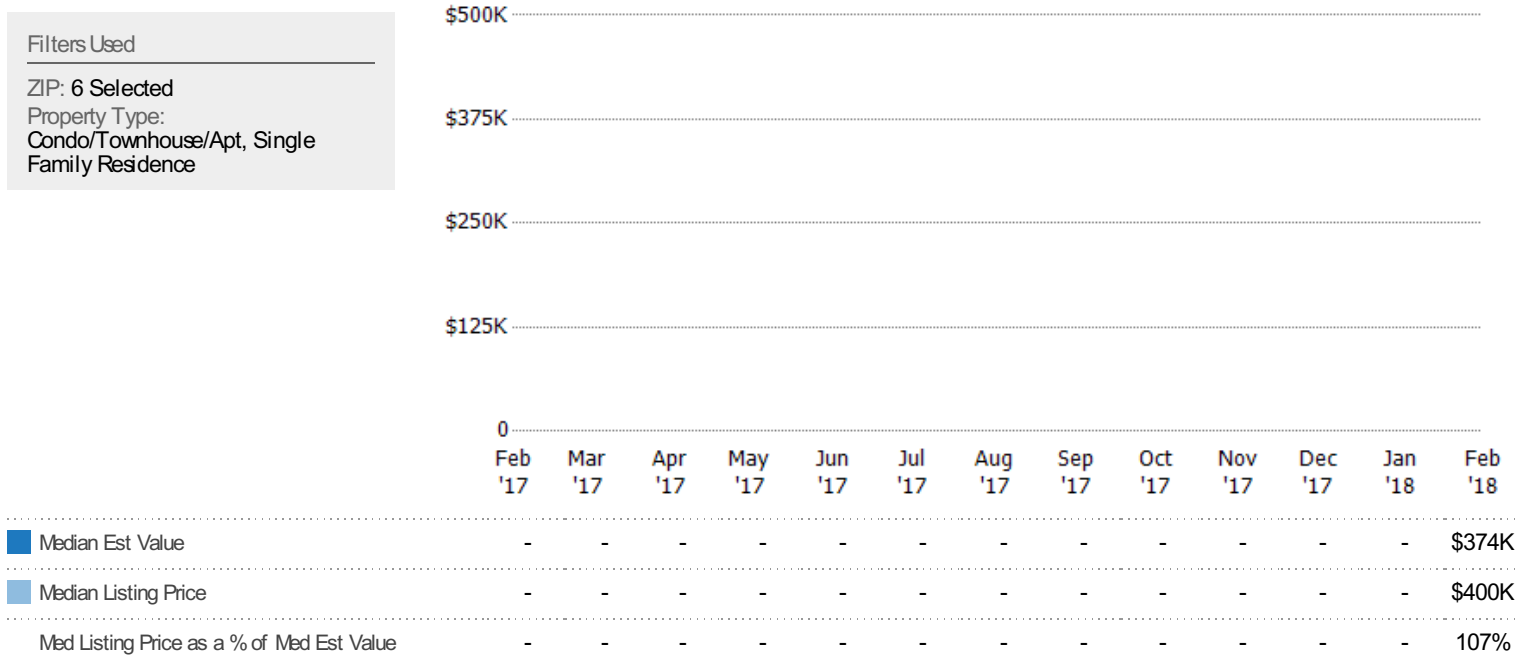 Filters Used
ZIP: 6 Selected
Property Type:
Condo/Townhouse/Apt, Single
Family Residence
$500K
$375K
$250K
$125K
0
Feb Mar Apr May Jun Jul Aug Sep Oct Nov Dec Jan Feb
'17 '17 '17 '17 '17 '17 '17 '17 '17 '17 '17 '18 '18
Median Est Value - - - - - - - - - - - - $374K
Median Listing Price - - - - - - - - - - - - $400K
Med Listing Price as a % of Med Est Value - - - - - - - - - - - - 107%